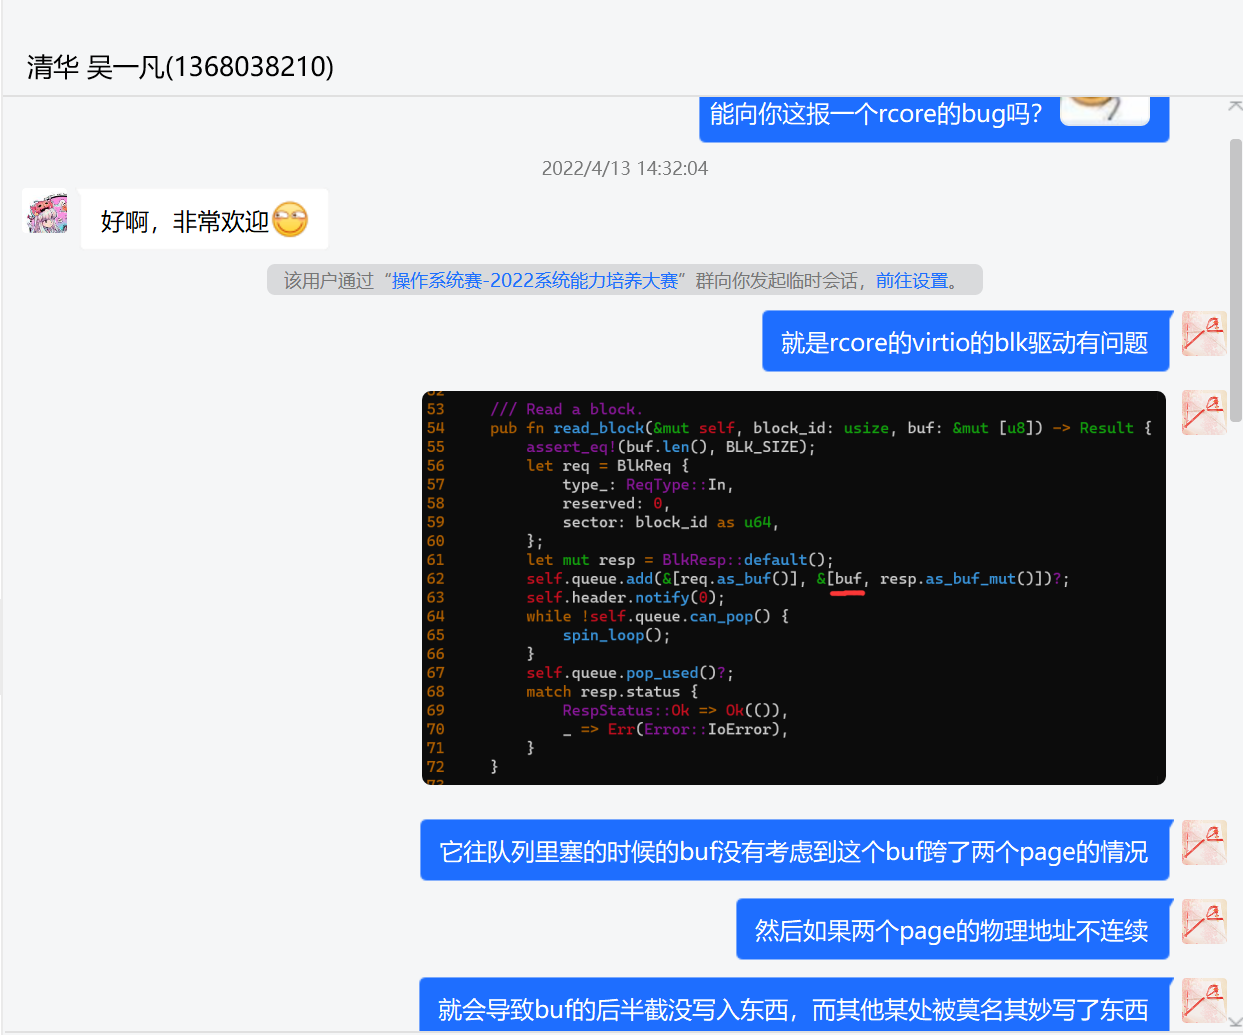 清华 吴一凡(1368038210)
能向你这报一个rcore的bug吗?
2022/4/13 14:32:04
好啊，非常欢迎
该用户通过“操作系统赛-2022系统能力培养大赛”群向你发起临时会话，前往设置。
就是rcore的virtio的blk驱动有问题
53 /// Read a block.
54 pub fn read_block(&mut self, block_id: usize, buf: &mut [u8]) -> Result {
55 assert_eq!(buf.len(), BLK_SIZE);
56 let req = BlkReq {
57 type_: ReqType::In,
58 reserved: 0,
59 sector: block_id as u64,
60 };
61 let mut resp = BlkResp::default();
62 self.queue.add(&[req.as_buf()], &[buf, resp.as_buf_mut()])?;
63 self.header.notify(0);
64 while !self.queue.can_pop() {
65 spin_loop();
66 }
67 self.queue.pop_used()?;
68 match resp.status {
69 RespStatus::Ok => Ok(()),
70 _ => Err(Error::IoError),
71 }
72 }
它往队列里塞的时候的buf没有考虑到这个buf跨了两个page的情况
然后如果两个page的物理地址不连续
就会导致buf的后半截没写入东西，而其他某处被莫名其妙写了东西